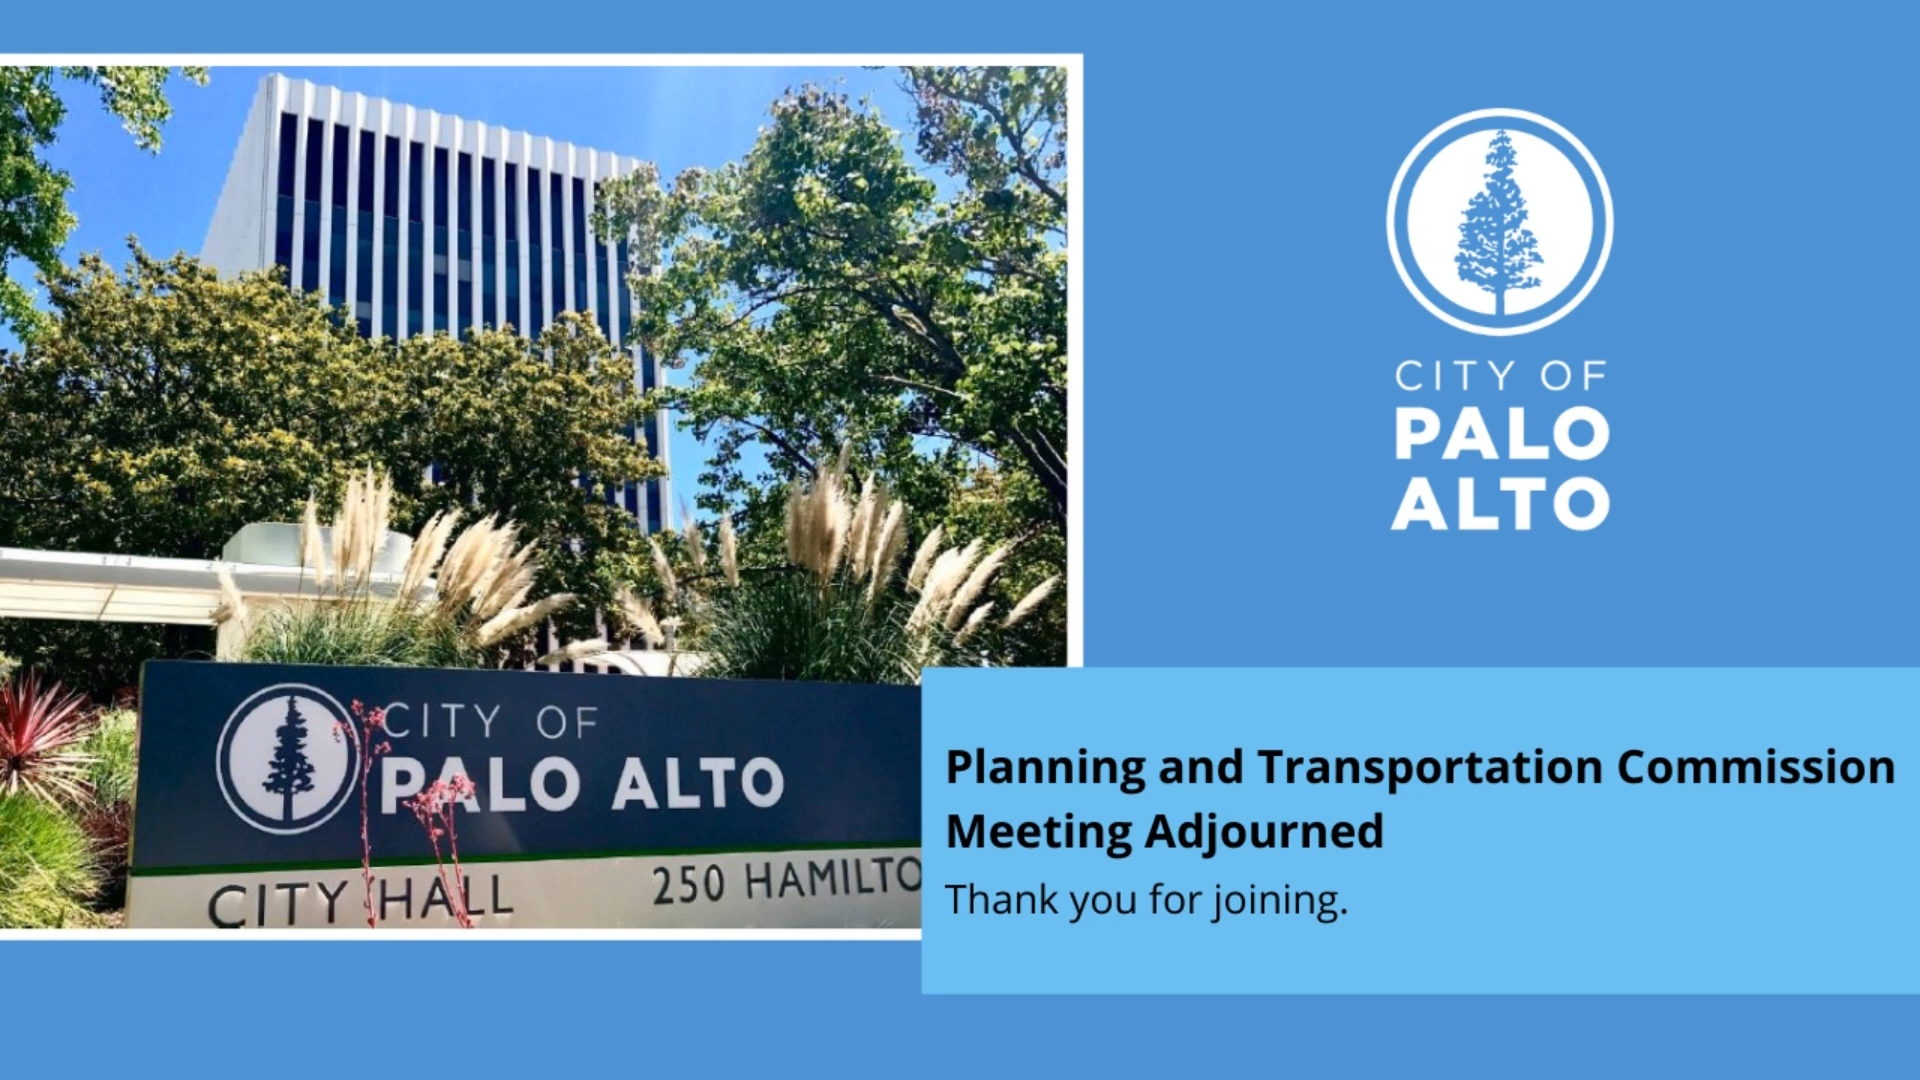 CITY OF
PALO ALTO
CITY HALL
250 HAMILTO
CITY OF
PALO
ALTO
Planning and Transportation Commission
Meeting Adjourned
Thank you for joining.